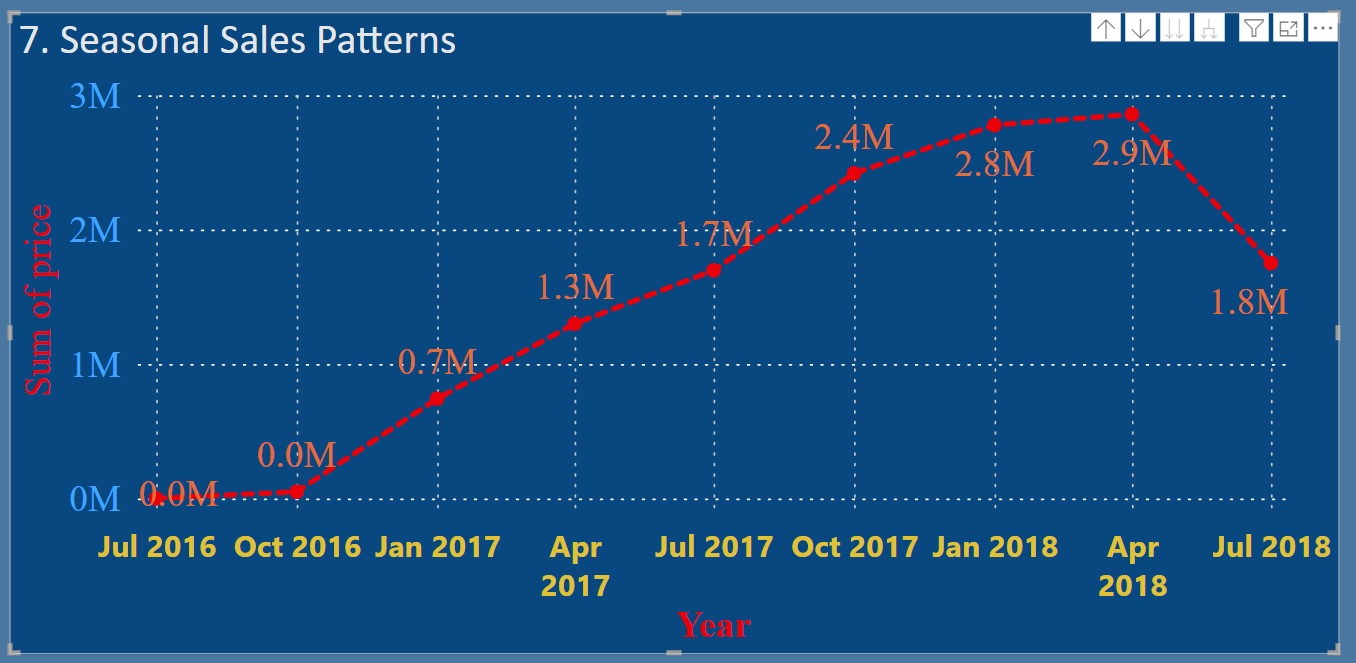 7. Seasonal Sales Patterns
3M
2M
1M
0M
Sum of price
0.0M
0.0M
0.7M
1.3M
1.7M
2.4M
2.8M
2.9M
1.8M
Jul 2016 Oct 2016 Jan 2017 Apr 2017 Jul 2017 Oct 2017 Jan 2018 Apr 2018 Jul 2018
Year